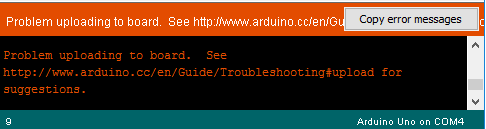 Problem uploading to board.  See http://www.arduino.cc/en/Gu
Copy error messages
Problem uploading to board.  See
http://www.arduino.cc/en/Guide/Troubleshooting#upload for
suggestions.
9
Arduino Uno on COM4